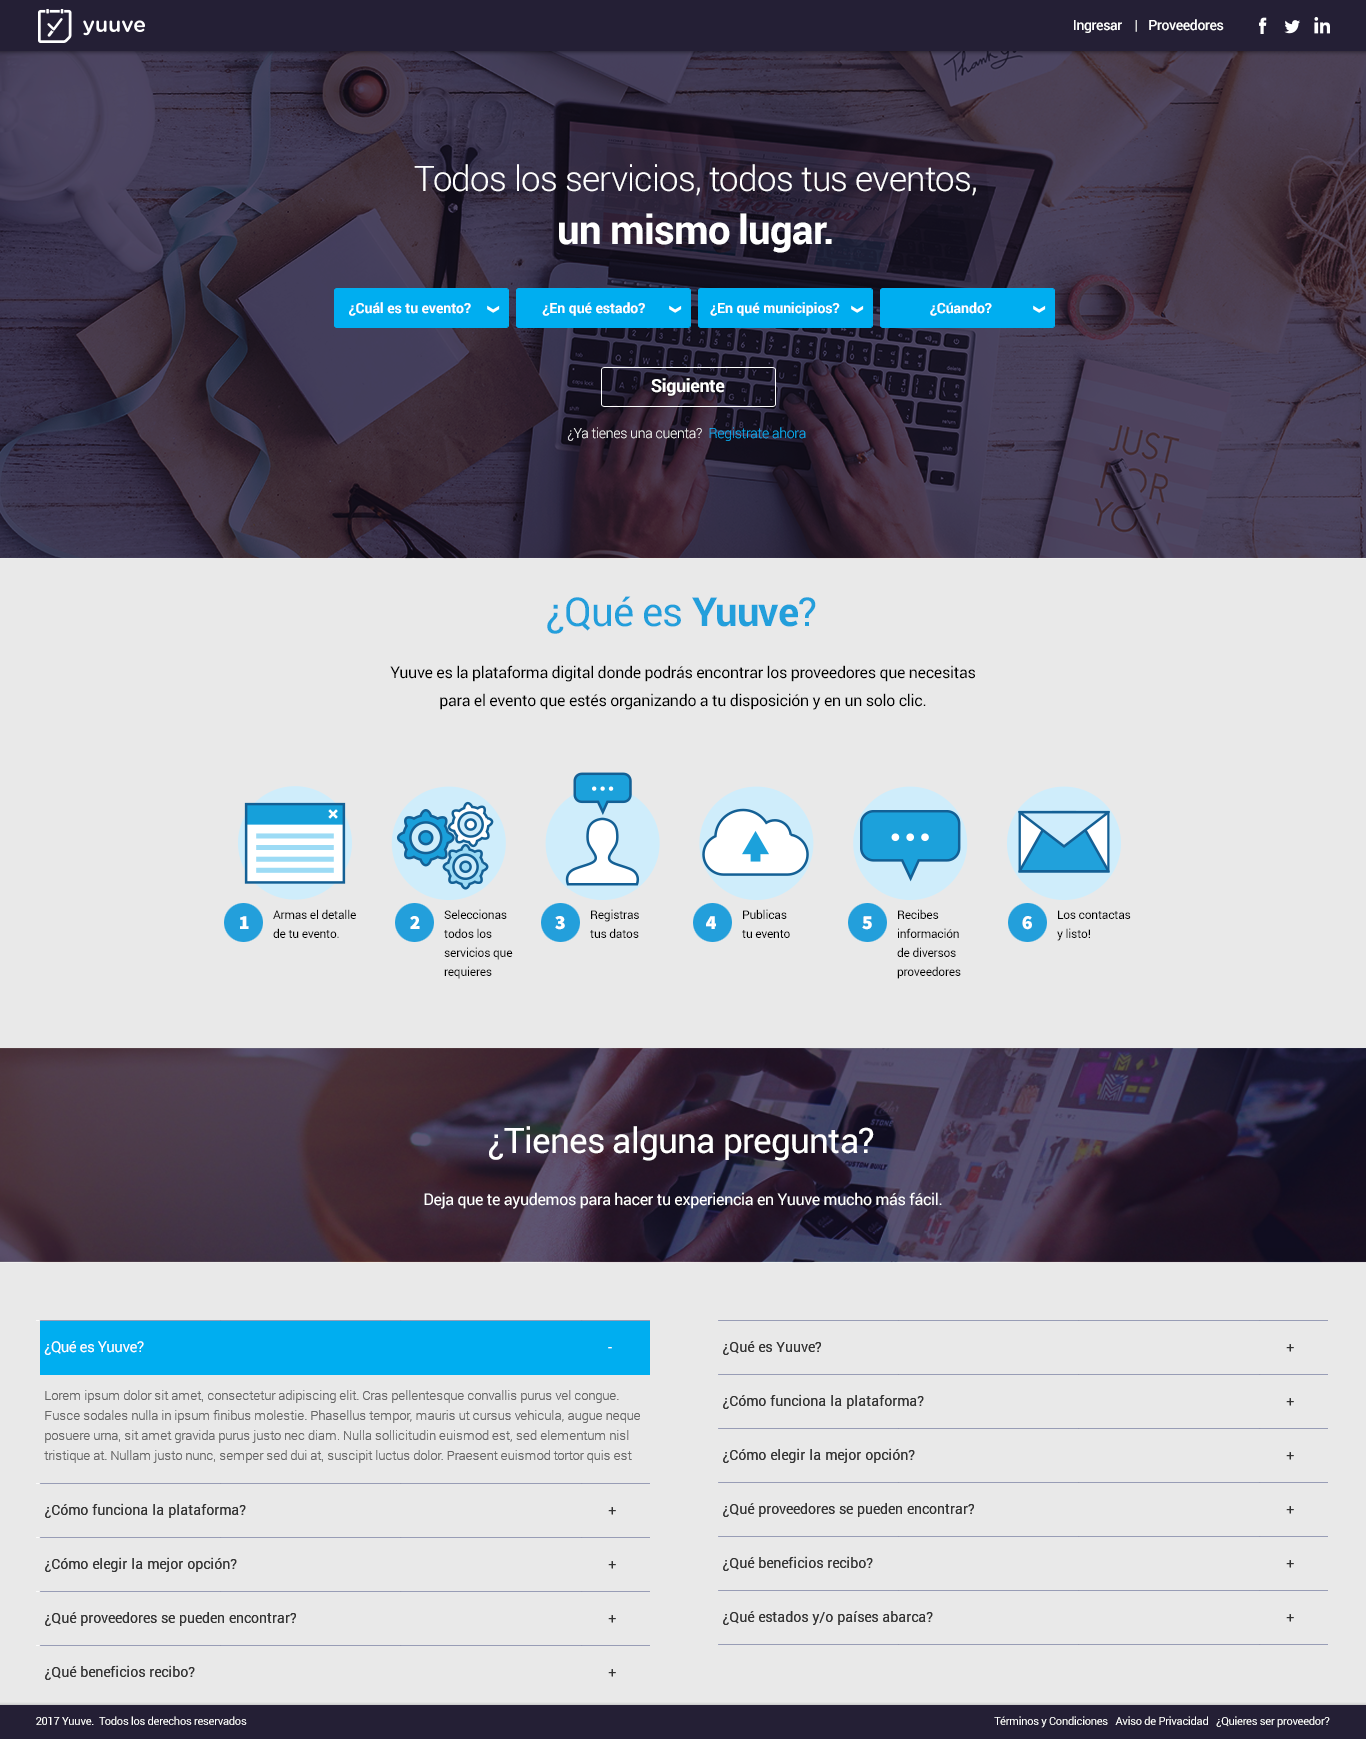 yuuve
Ingresar | Proveedores
Thank you
Todos los servicios, todos tus eventos,
un mismo lugar.
¿Cuál es tu evento?
¿En qué estado?
¿En qué municipios?
¿Cúando?
Siguiente
¿Ya tienes una cuenta? Registrate ahora
JUST
FOR
YOU
¿Qué es Yuuve?
Yuuve es la plataforma digital donde podrás encontrar los proveedores que necesitas
para el evento que estés organizando a tu disposición y en un solo clic.
1
Armas el detalle
de tu evento.
2
Seleccionas
todos los
servicios que
requieres
3
Registras
tus datos
4
Publicas
tu evento
5
Recibes
información
de diversos
proveedores
6
Los contactas
y listo!
STONE
CUSTOM BUILT
¿Tienes alguna pregunta?
Deja que te ayudemos para hacer tu experiencia en Yuuve mucho más fácil.
¿Qué es Yuuve? -
Lorem ipsum dolor sit amet, consectetur adipiscing elit. Cras pellentesque convallis purus vel congue.
Fusce sodales nulla in ipsum finibus molestie. Phasellus tempor, mauris ut cursus vehicula, augue neque
posuere urna, sit amet gravida purus justo nec diam. Nulla sollicitudin euismod est, sed elementum nisl
tristique at. Nullam justo nunc, semper sed dui at, suscipit luctus dolor. Praesent euismod tortor quis est
¿Cómo funciona la plataforma? +
¿Cómo elegir la mejor opción? +
¿Qué proveedores se pueden encontrar? +
¿Qué beneficios recibo? +
¿Qué es Yuuve? +
¿Cómo funciona la plataforma? +
¿Cómo elegir la mejor opción? +
¿Qué proveedores se pueden encontrar? +
¿Qué beneficios recibo? +
¿Qué estados y/o países abarca? +
2017 Yuuve. Todos los derechos reservados
Términos y Condiciones Aviso de Privacidad ¿Quieres ser proveedor?